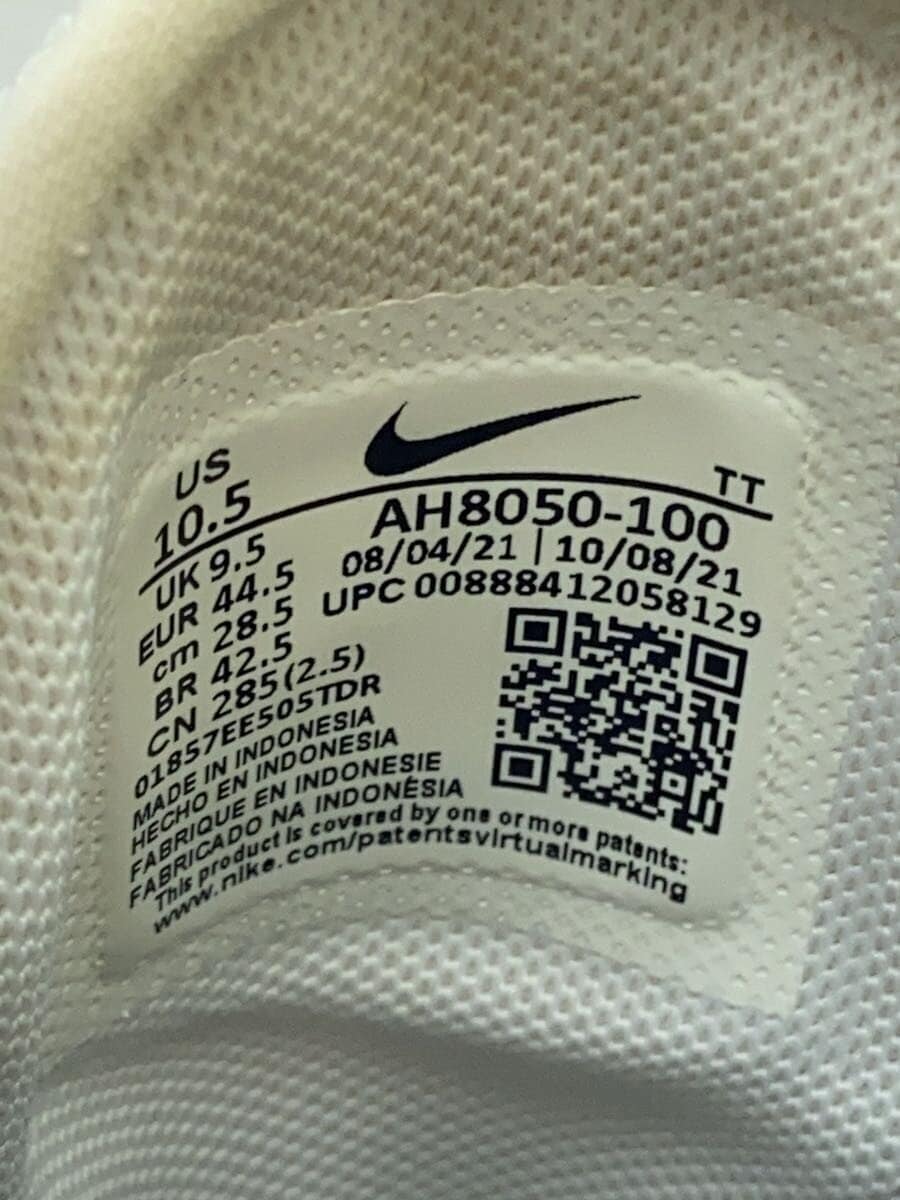 US
10.5
TT
AH8050-100
08/04/21 | 10/08/21
UPC 00888412058129
UK 9.5
EUR 44.5
cm 28.5
BR 42.5
CN 285(2.5)
01857EE505TDR
MADE IN INDONESIA
HECHO EN INDONESIA
FABRIQUE EN INDONESIE
FABRICADO NA INDONÉSIA
This product is covered by one or more patents:
www.nike.com/patentsvirtualmarking